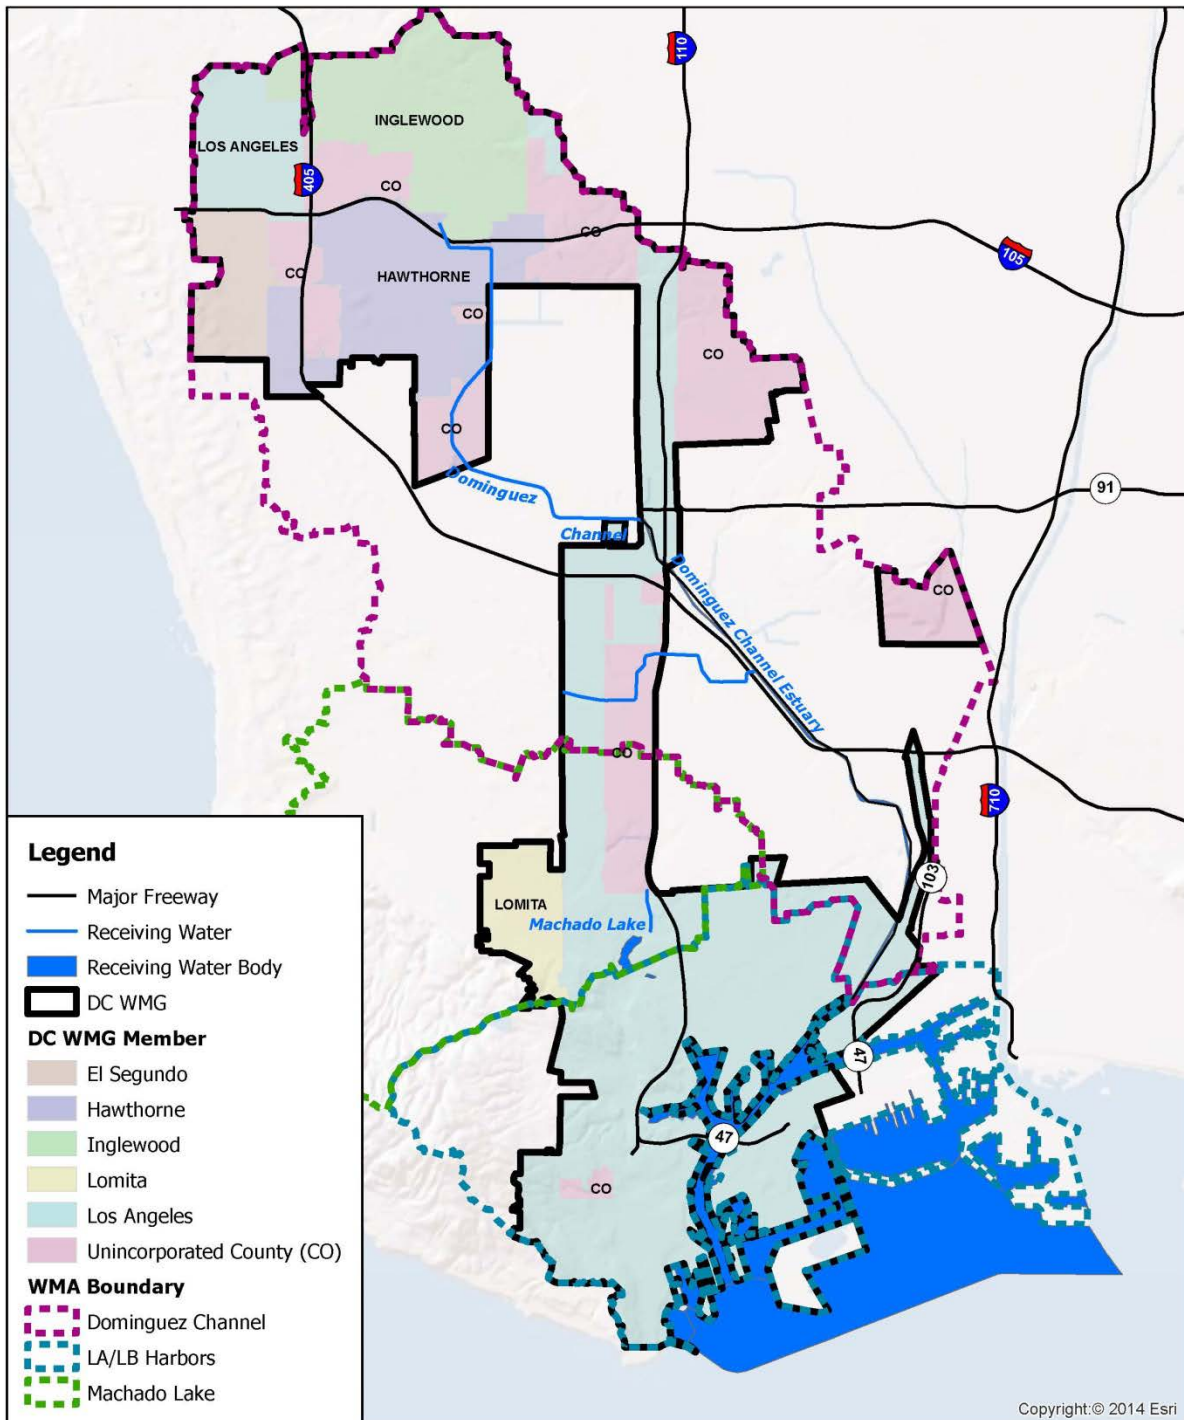 110
INGLEWOOD
LOS ANGELES
405
CO
CO
105
CO
HAWTHORNE
CO
CO
CO
Dominguez
91
Channel
Dominguez Channel Estuary
CO
CO
710
Legend
Major Freeway
Receiving Water
Receiving Water Body
DC WMG
DC WMG Member
El Segundo
Hawthorne
Inglewood
Lomita
Los Angeles
Unincorporated County (CO)
WMA Boundary
Dominguez Channel
LA/LB Harbors
Machado Lake
103
LOMITA
Machado Lake
47
47
CO
Copyright:© 2014 Esri